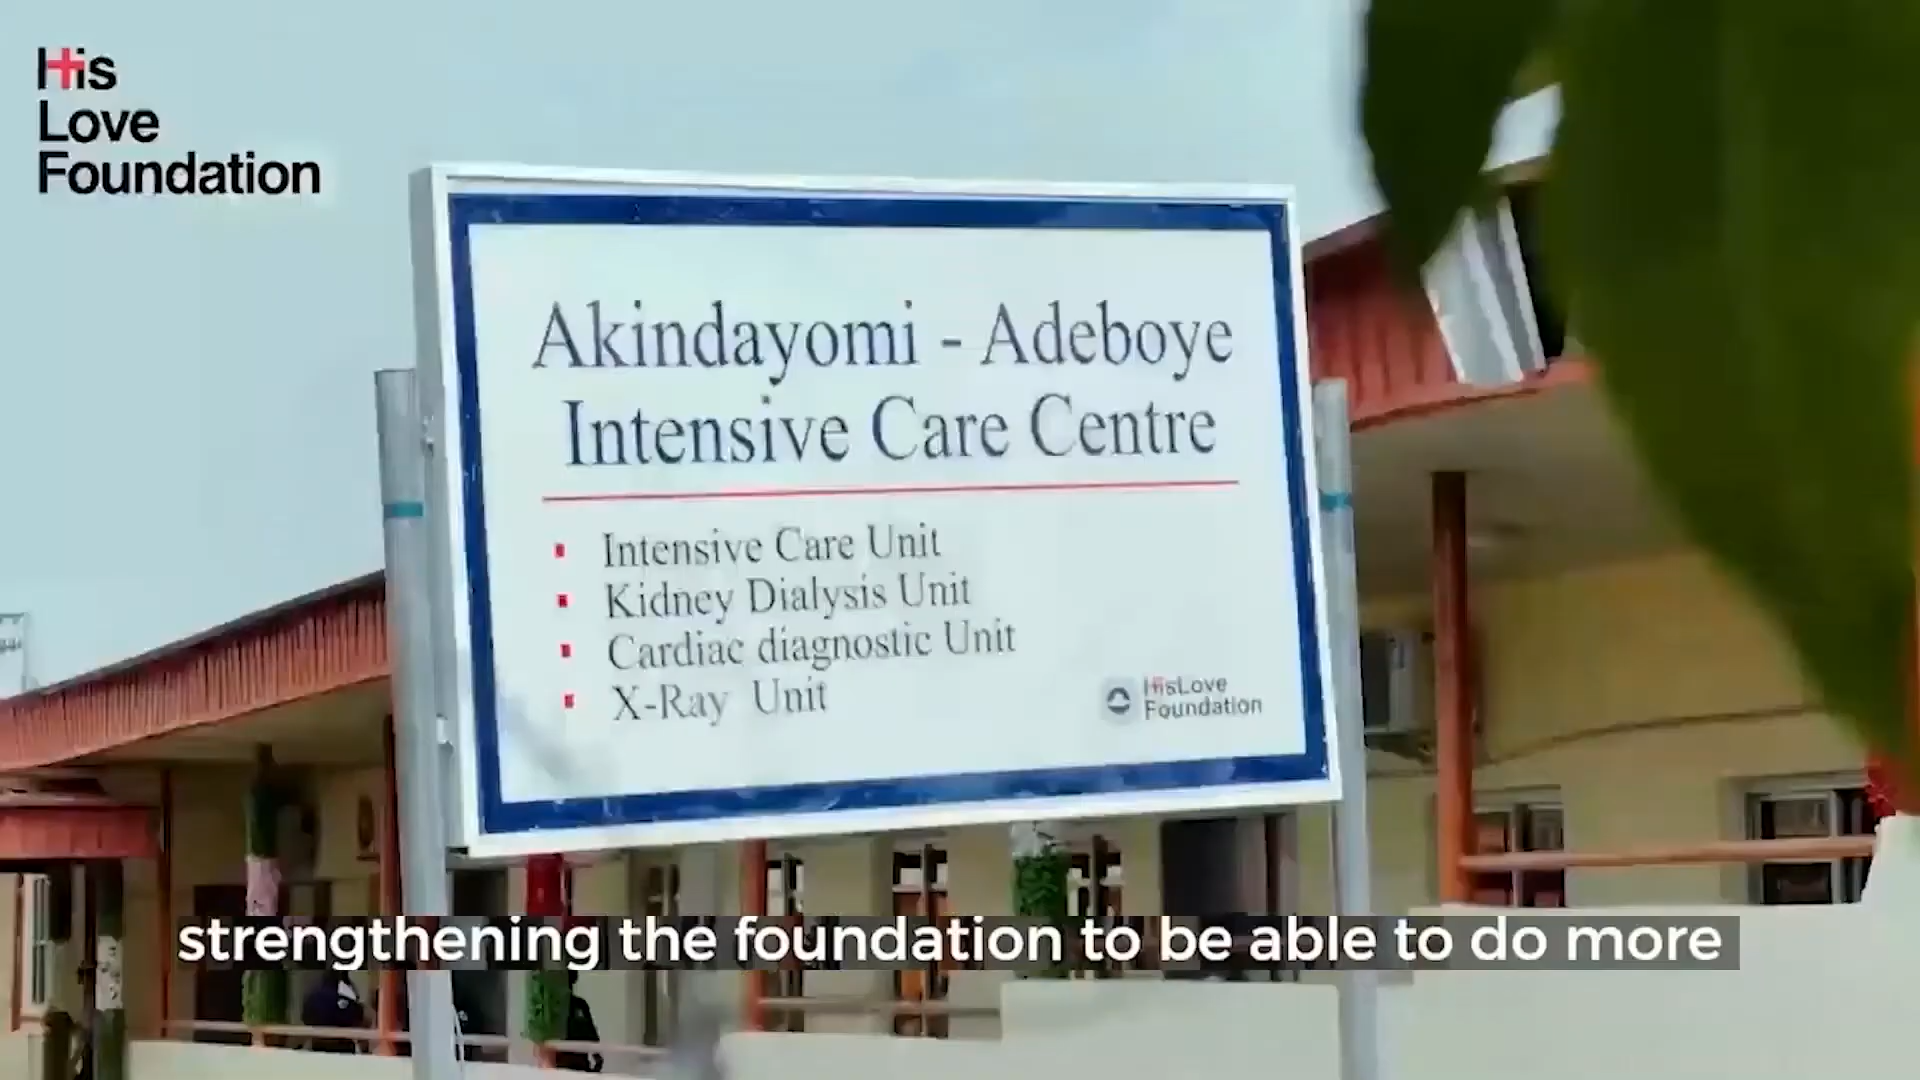 His
Love
Foundation
Akindayomi - Adeboye
Intensive Care Centre
Intensive Care Unit
Kidney Dialysis Unit
Cardiac diagnostic Unit
X-Ray Unit
HisLove
Foundation
strengthening the foundation to be able to do more